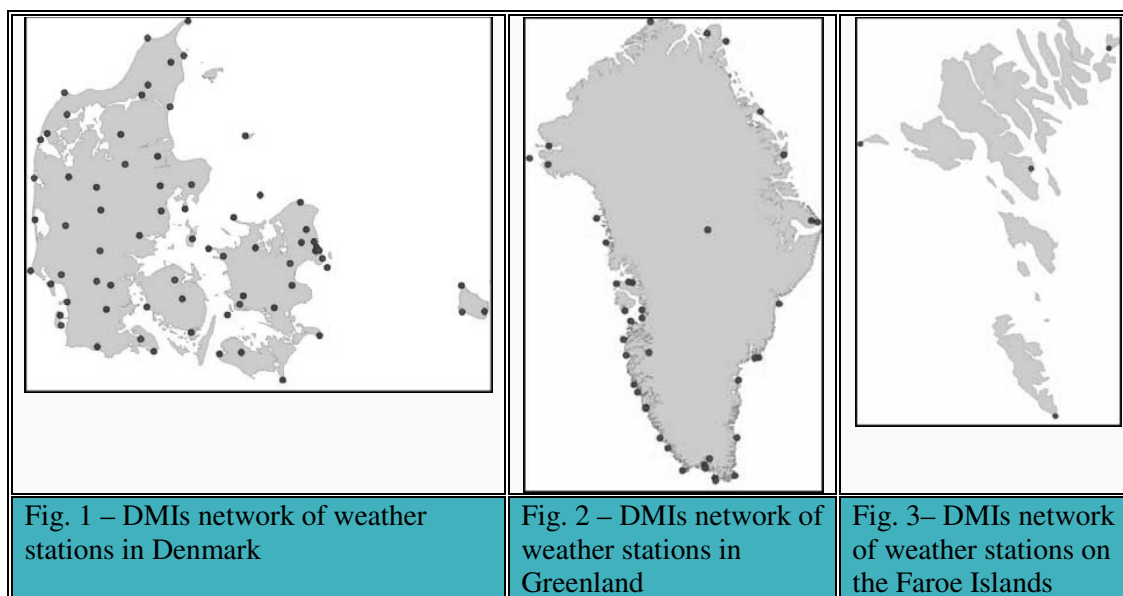 Fig. 1 – DMIs network of weather
stations in Denmark
Fig. 2 – DMIs network of
weather stations in
Greenland
Fig. 3– DMIs network
of weather stations on
the Faroe Islands